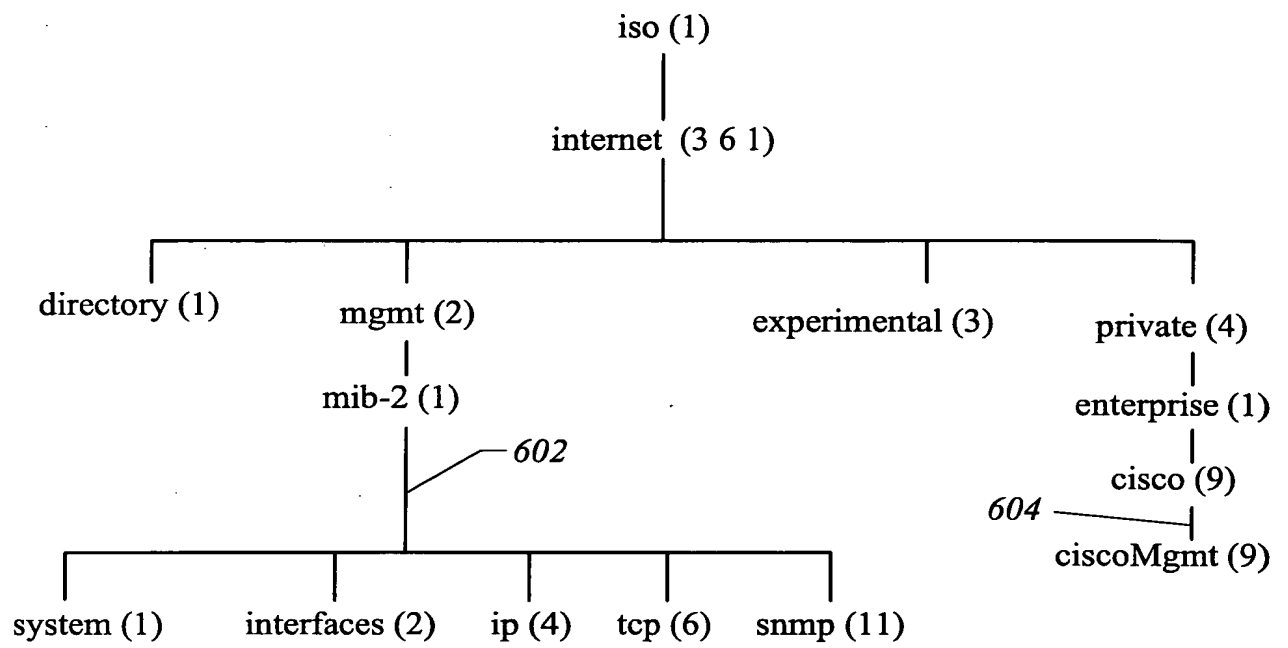 iso (1)
internet (3 6 1)
directory (1)
mgmt (2)
experimental (3)
private (4)
mib-2 (1)
enterprise (1)
602
cisco (9)
604
ciscoMgmt (9)
system (1)
interfaces (2)
ip (4)
tcp (6)
snmp (11)